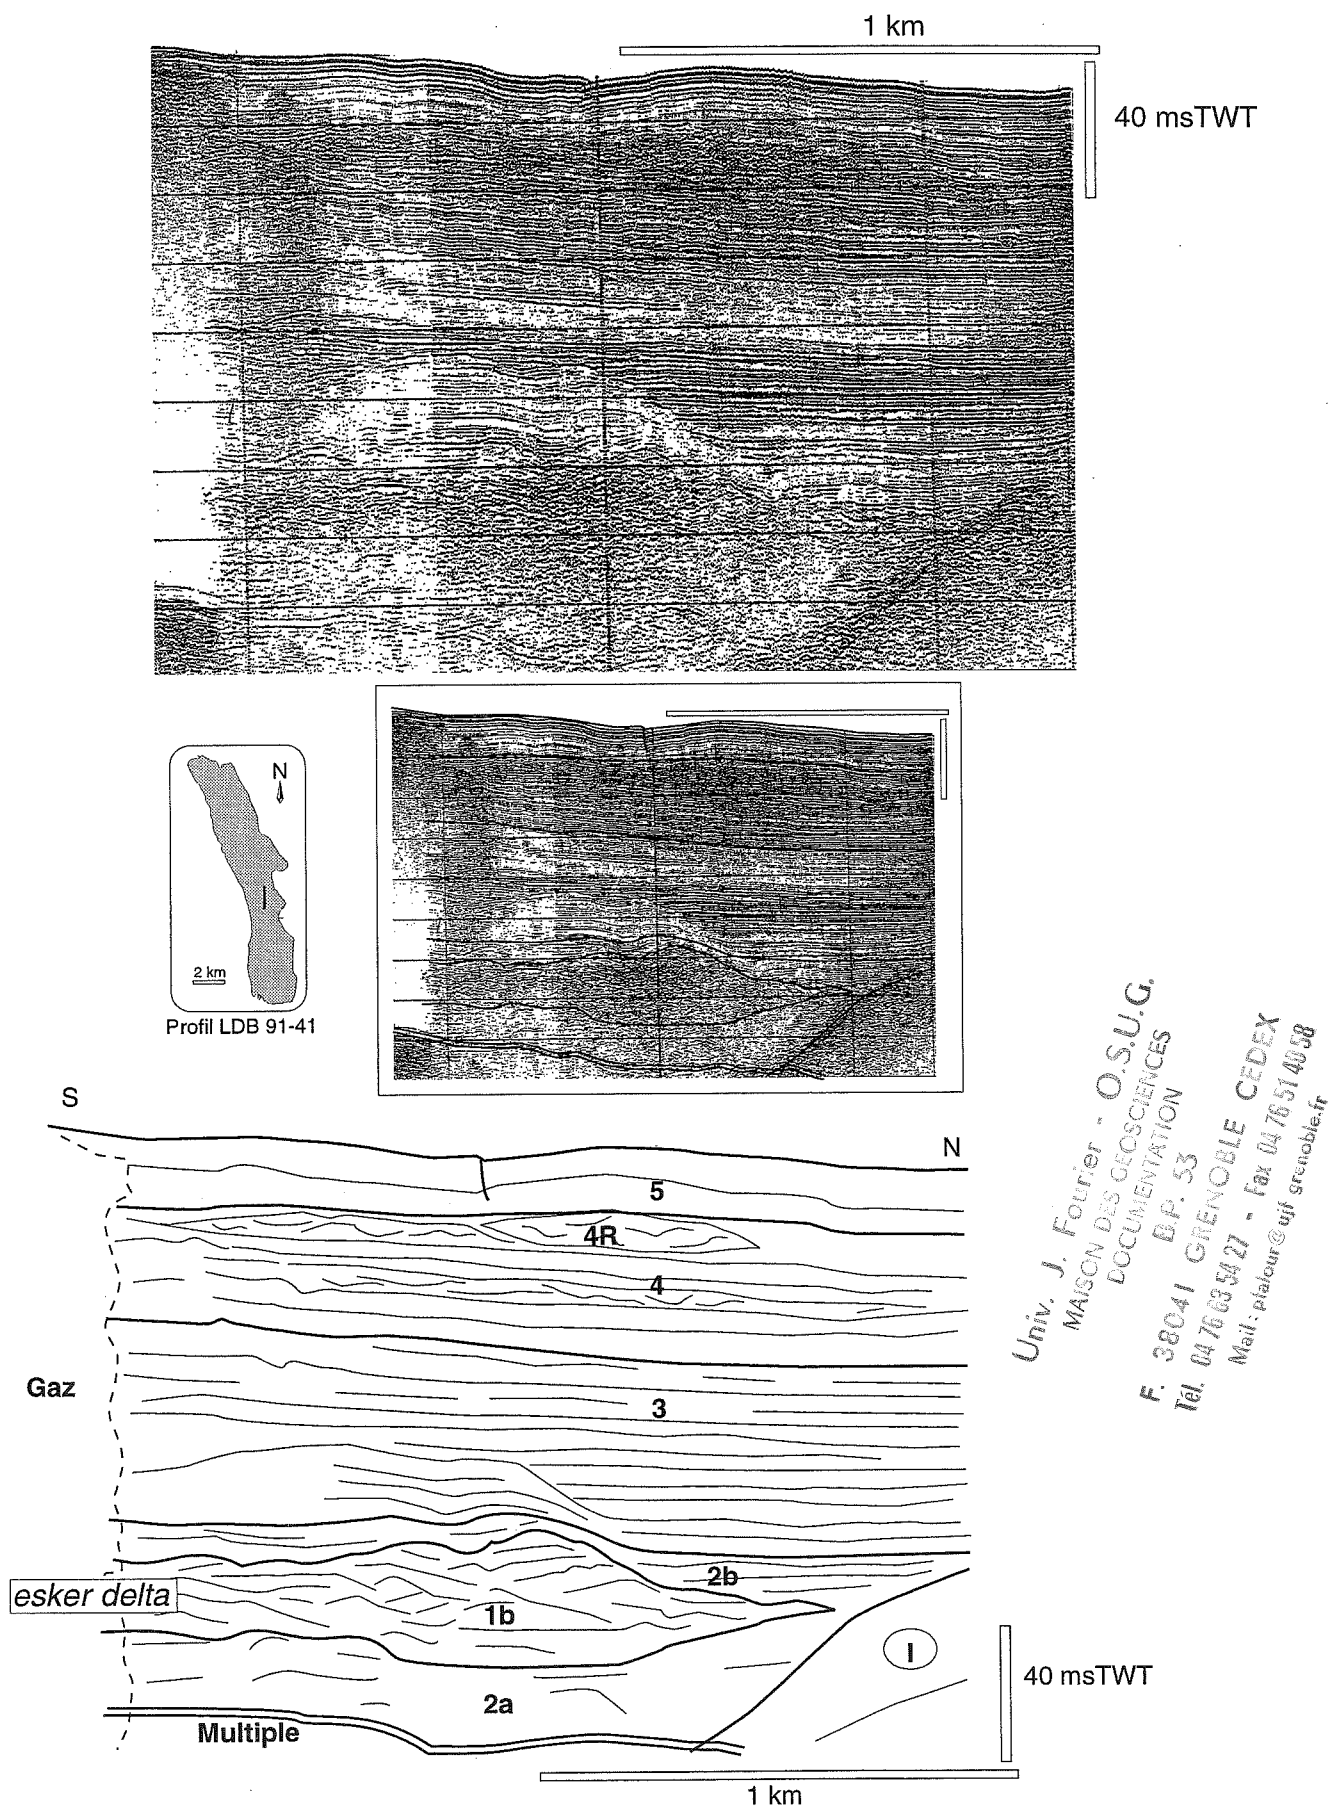 1 km
40 msTWT
N
2 km
Profil LDB 91-41
S
N
5
4R
4
Gaz
3
2b
esker delta
1b
I
2a
40 msTWT
Multiple
1 km
Univ. J. Fourier - O.S.U.G.
MAISON DES GEOSCIENCES
DOCUMENTATION
B.P. 53
F. 38041 GRENOBLE CEDEX
Tél. 04 76 63 54 27 - Fax 04 76 51 40 58
Mail : ptalour@ujf grenoble.fr